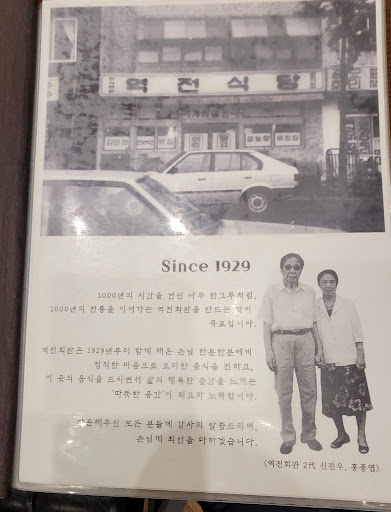 역전식당
Since 1929
1000년의 시간을 견딘 나무 한그루처럼,
1000년의 전통을 이어가는 역전회관을 만드는 것이
목표입니다.
역전회관은 1929년부터 함께 해온 손님 한분한분에게
정직한 마음으로 요리한 음식을 전하고,
이 곳의 음식을 드시면서 삶의 행복한 순간을 느끼는
'따뜻한 공간'이 되고자 노력합니다.
모든 분들께 감사의 말씀드리며,
손님께 최선을 다하겠습니다.
(역전회관 2代 신진우, 홍종엽)